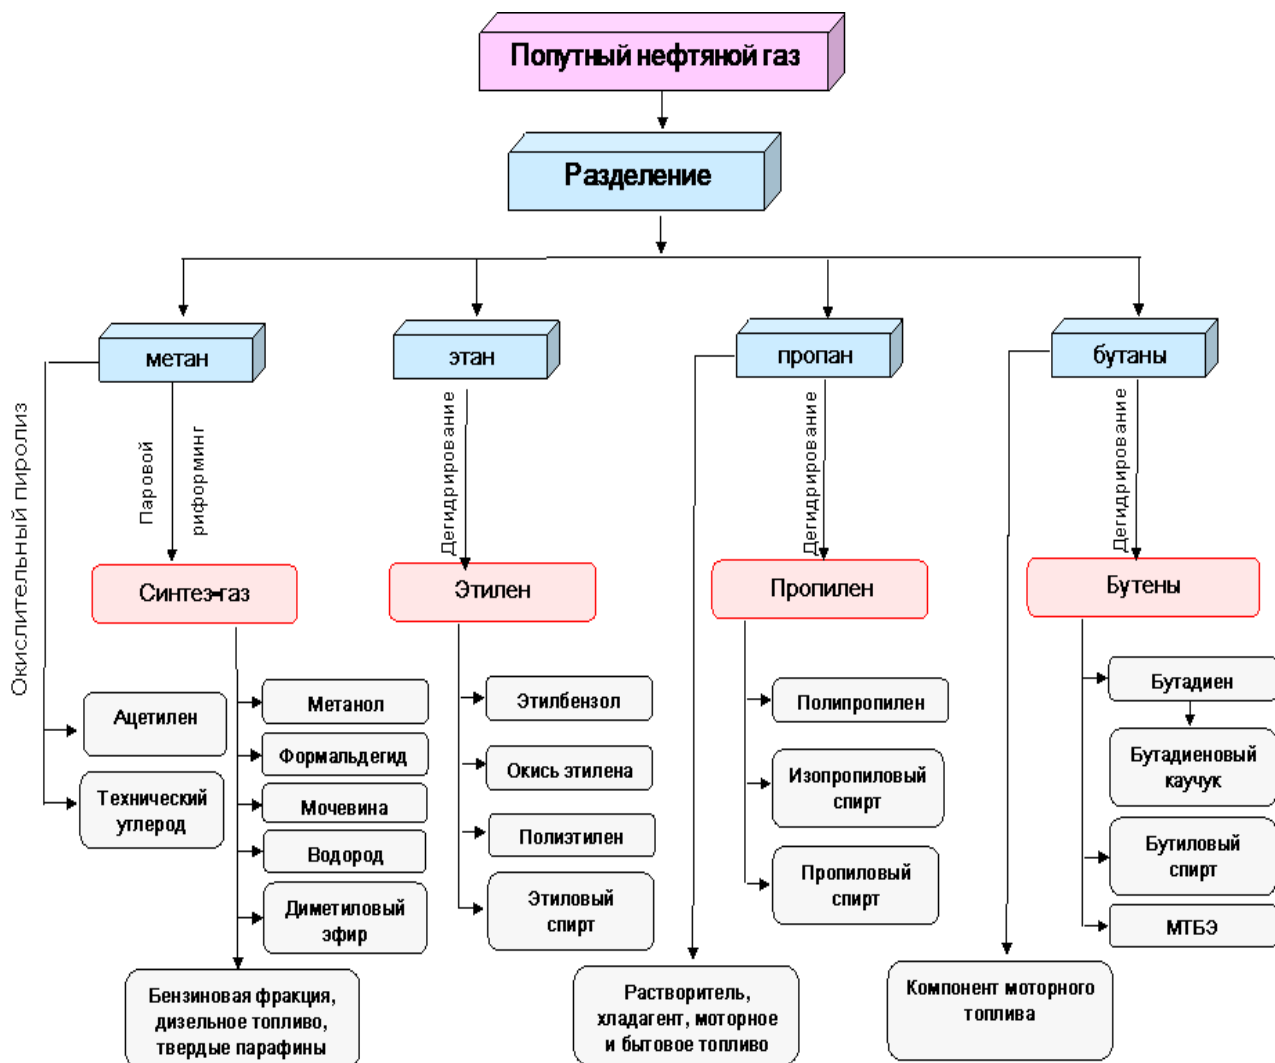 Попутный нефтяной газ
Разделение
метан
этан
пропан
бутаны
Окислительный пиролиз
Паровой
риформинг
Дегидрирование
Дегидрирование
Дегидрирование
Синтез-газ
Этилен
Пропилен
Бутены
Ацетилен
Технический
углерод
Метанол
Формальдегид
Мочевина
Водород
Диметиловый
эфир
Бензиновая фракция,
дизельное топливо,
твердые парафины
Этилбензол
Окись этилена
Полиэтилен
Этиловый
спирт
Полипропилен
Изопропиловый
спирт
Пропиловый
спирт
Растворитель,
хладагент, моторное
и бытовое топливо
Бутадиен
Бутадиеновый
каучук
Бутиловый
спирт
МТБЭ
Компонент моторного
топлива